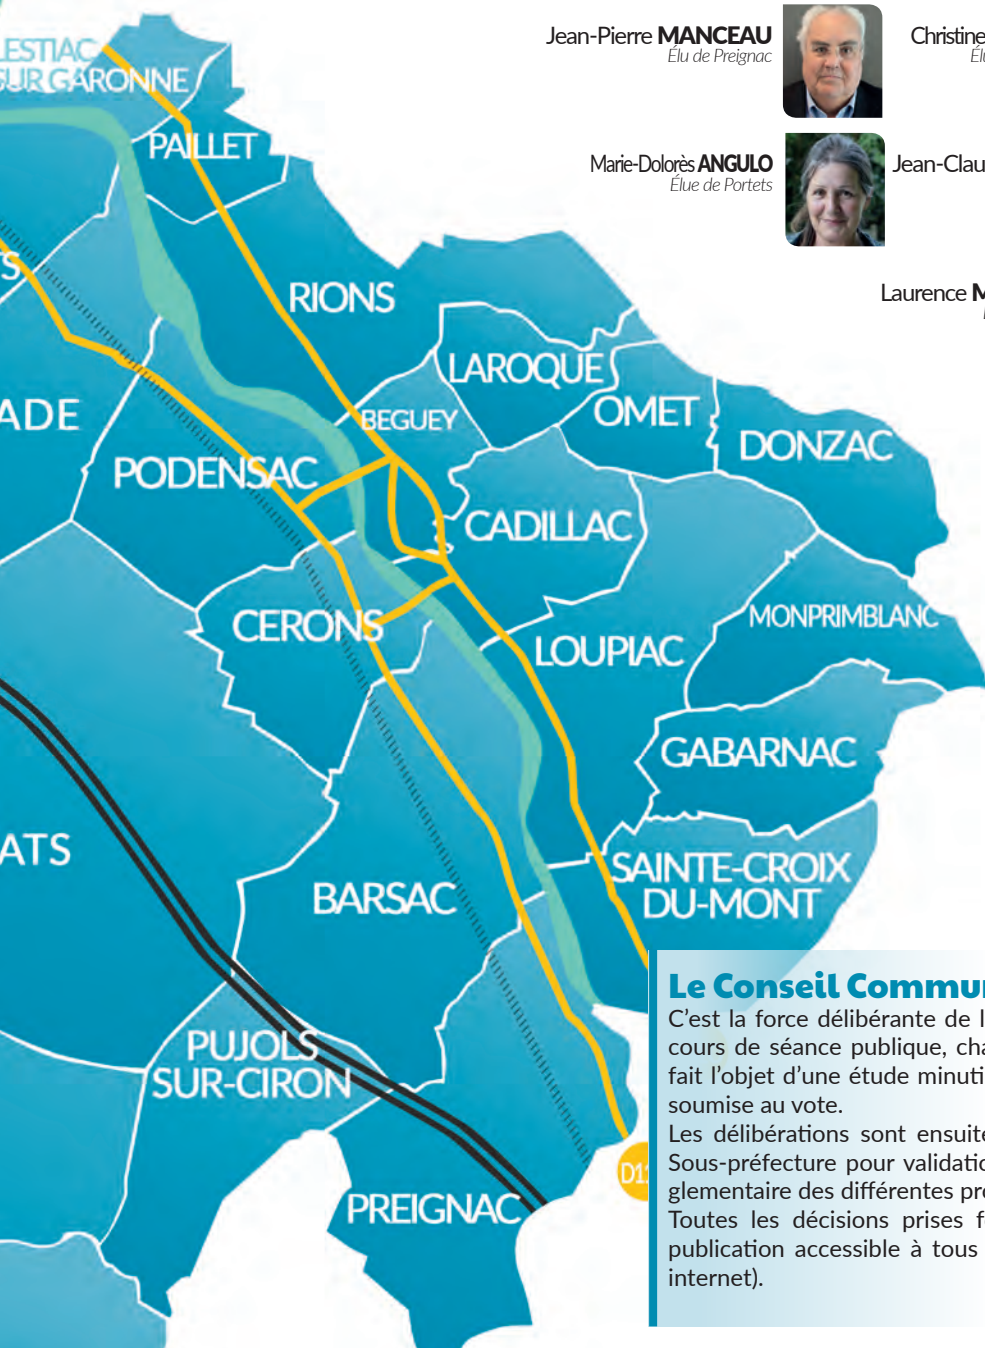 Jean-Pierre MANCEAU
Élu de Preignac
Christine
Marie-Dolorès ANGULO
Élue de Portets
Jean-Clau
Laurence M
LESTIAC
SUR GARONNE
PAILLET
S
RIONS
LAROQUE
BEGUEY
OMET
ADE
DONZAC
PODENSAC
CADILLAC
CERONS
MONPRIMBLANC
LOUPIAC
GABARNAC
ATS
SAINTE-CROIX
DU-MONT
BARSAC
PUJOLS
SUR-CIRON
PREIGNAC
D11
Le Conseil Commu
C'est la force délibérante de l
cours de séance publique, cha
fait l'objet d'une étude minuti
soumise au vote.
Les délibérations sont ensuite
Sous-préfecture pour validatio
glementaire des différentes pro
Toutes les décisions prises f
publication accessible à tous
internet).